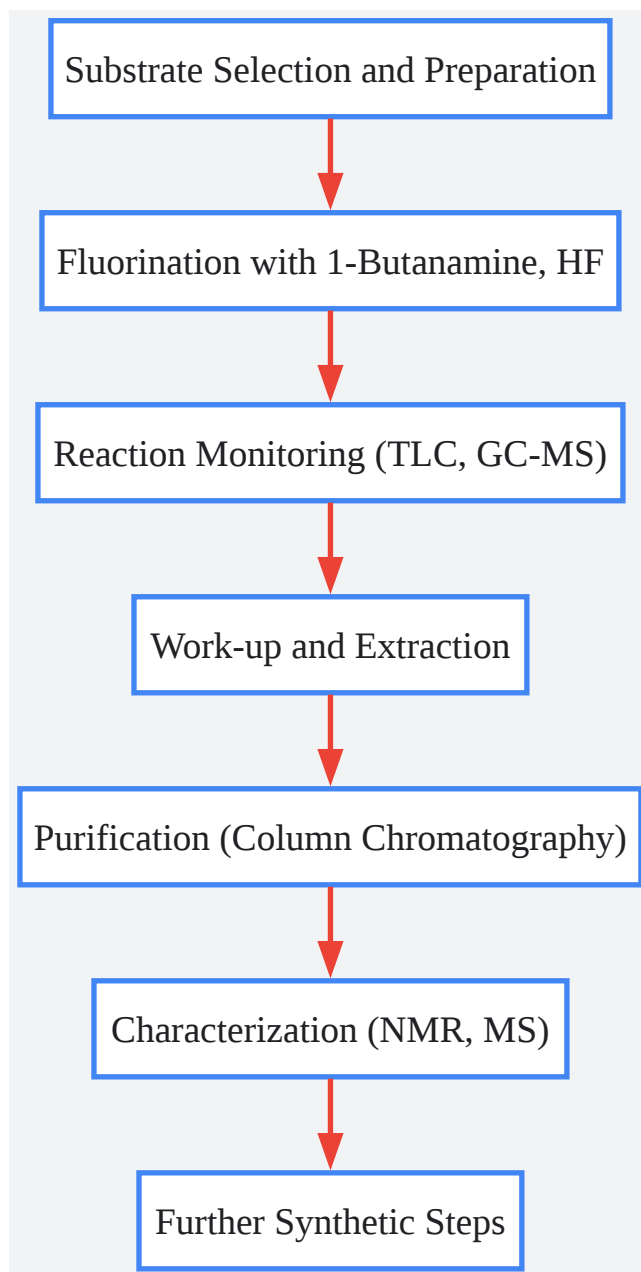 Substrate Selection and Preparation
Fluorination with 1-Butanamine, HF
Reaction Monitoring (TLC, GC-MS)
Work-up and Extraction
Purification (Column Chromatography)
Characterization (NMR, MS)
Further Synthetic Steps